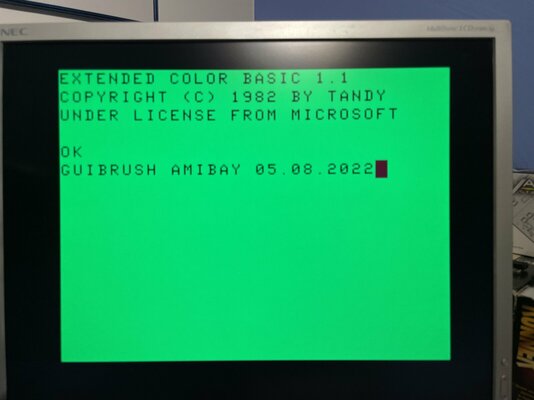 NEC
EXTENDED COLOR BASIC 1.1
COPYRIGHT (C) 1982 BY TANDY
UNDER LICENSE FROM MICROSOFT
OK
GUIBRUSH AMIBAY 05.08.2022